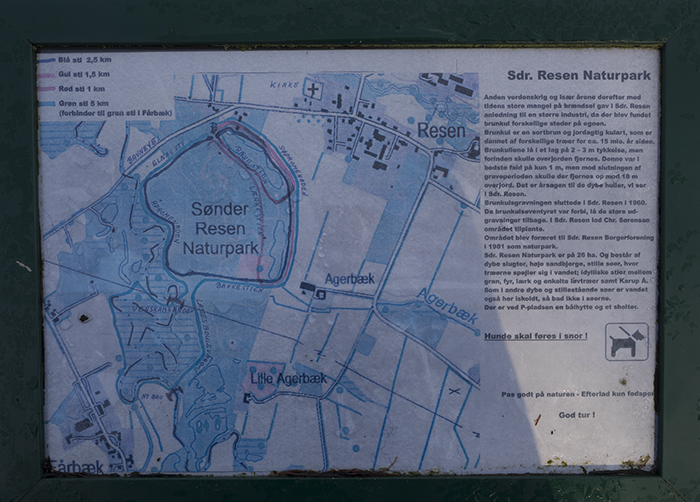 Blå sti 2,5 km
Gul sti 1,5 km
Rød sti 1 km
Grøn sti 5 km
(forbinder til grøn sti i Fårbæk)
KIRKE
Resen
Sønder
Resen
Naturpark
Agerbæk
Agerbæk
Lille Agerbæk
NY BRO
årbæk
Sdr. Resen Naturpark
Anden verdenskrig og især årene derefter med
tidens store mangel på brændsel gav i Sdr. Resen
anledning til en større industri, da der blev fundet
brunkul forskellige steder på egnen.
Brunkul er en sortbrun og jordagtig kulart, som er
dannet af forskellige træer for ca. 15 mio. år siden.
Brunkullene lå i et lag på 2 - 3 m tykkelse, men
forinden skulle overjorden fjernes. Denne var i
bedste fald på kun 1 m, men mod slutningen af
graveperioden skulle der fjernes op mod 18 m
overjord. Det er årsagen til de dybe huller, vi ser
i Sdr. Resen.
Brunkulsgravningen sluttede i Sdr. Resen i 1960.
Da brunkulseventyret var forbi, lå de store ud-
gravninger tilbage. I Sdr. Resen lod Chr. Sørensen
området tilplante.
Området blev fornemt til Sdr. Resen Borgerforening
i 1981 som naturpark.
Sdr. Resen Naturpark er på 26 ha. Og består af
dybe slugter, høje sandbjerge, stille søer, hvor
træerne spejler sig i vandet; idylliske stier mellem
gran, fyr, lærk og enkelte løvtræer samt Karup Å.
Som i andre dybe og stillestående søer er vandet
også her iskoldt, så bad ikke i søerne.
Der er ved P-pladsen en bålhytte og et shelter.
Hunde skal føres i snor !
Pas godt på naturen - Efterlad kun fodspor
God tur !